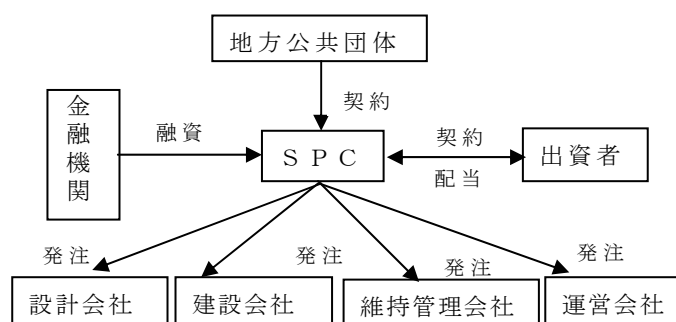 地方公共団体
契約
金融機関
融資
ＳＰＣ
契約
配当
出資者
発注
発注
発注
発注
設計会社
建設会社
維持管理会社
運営会社